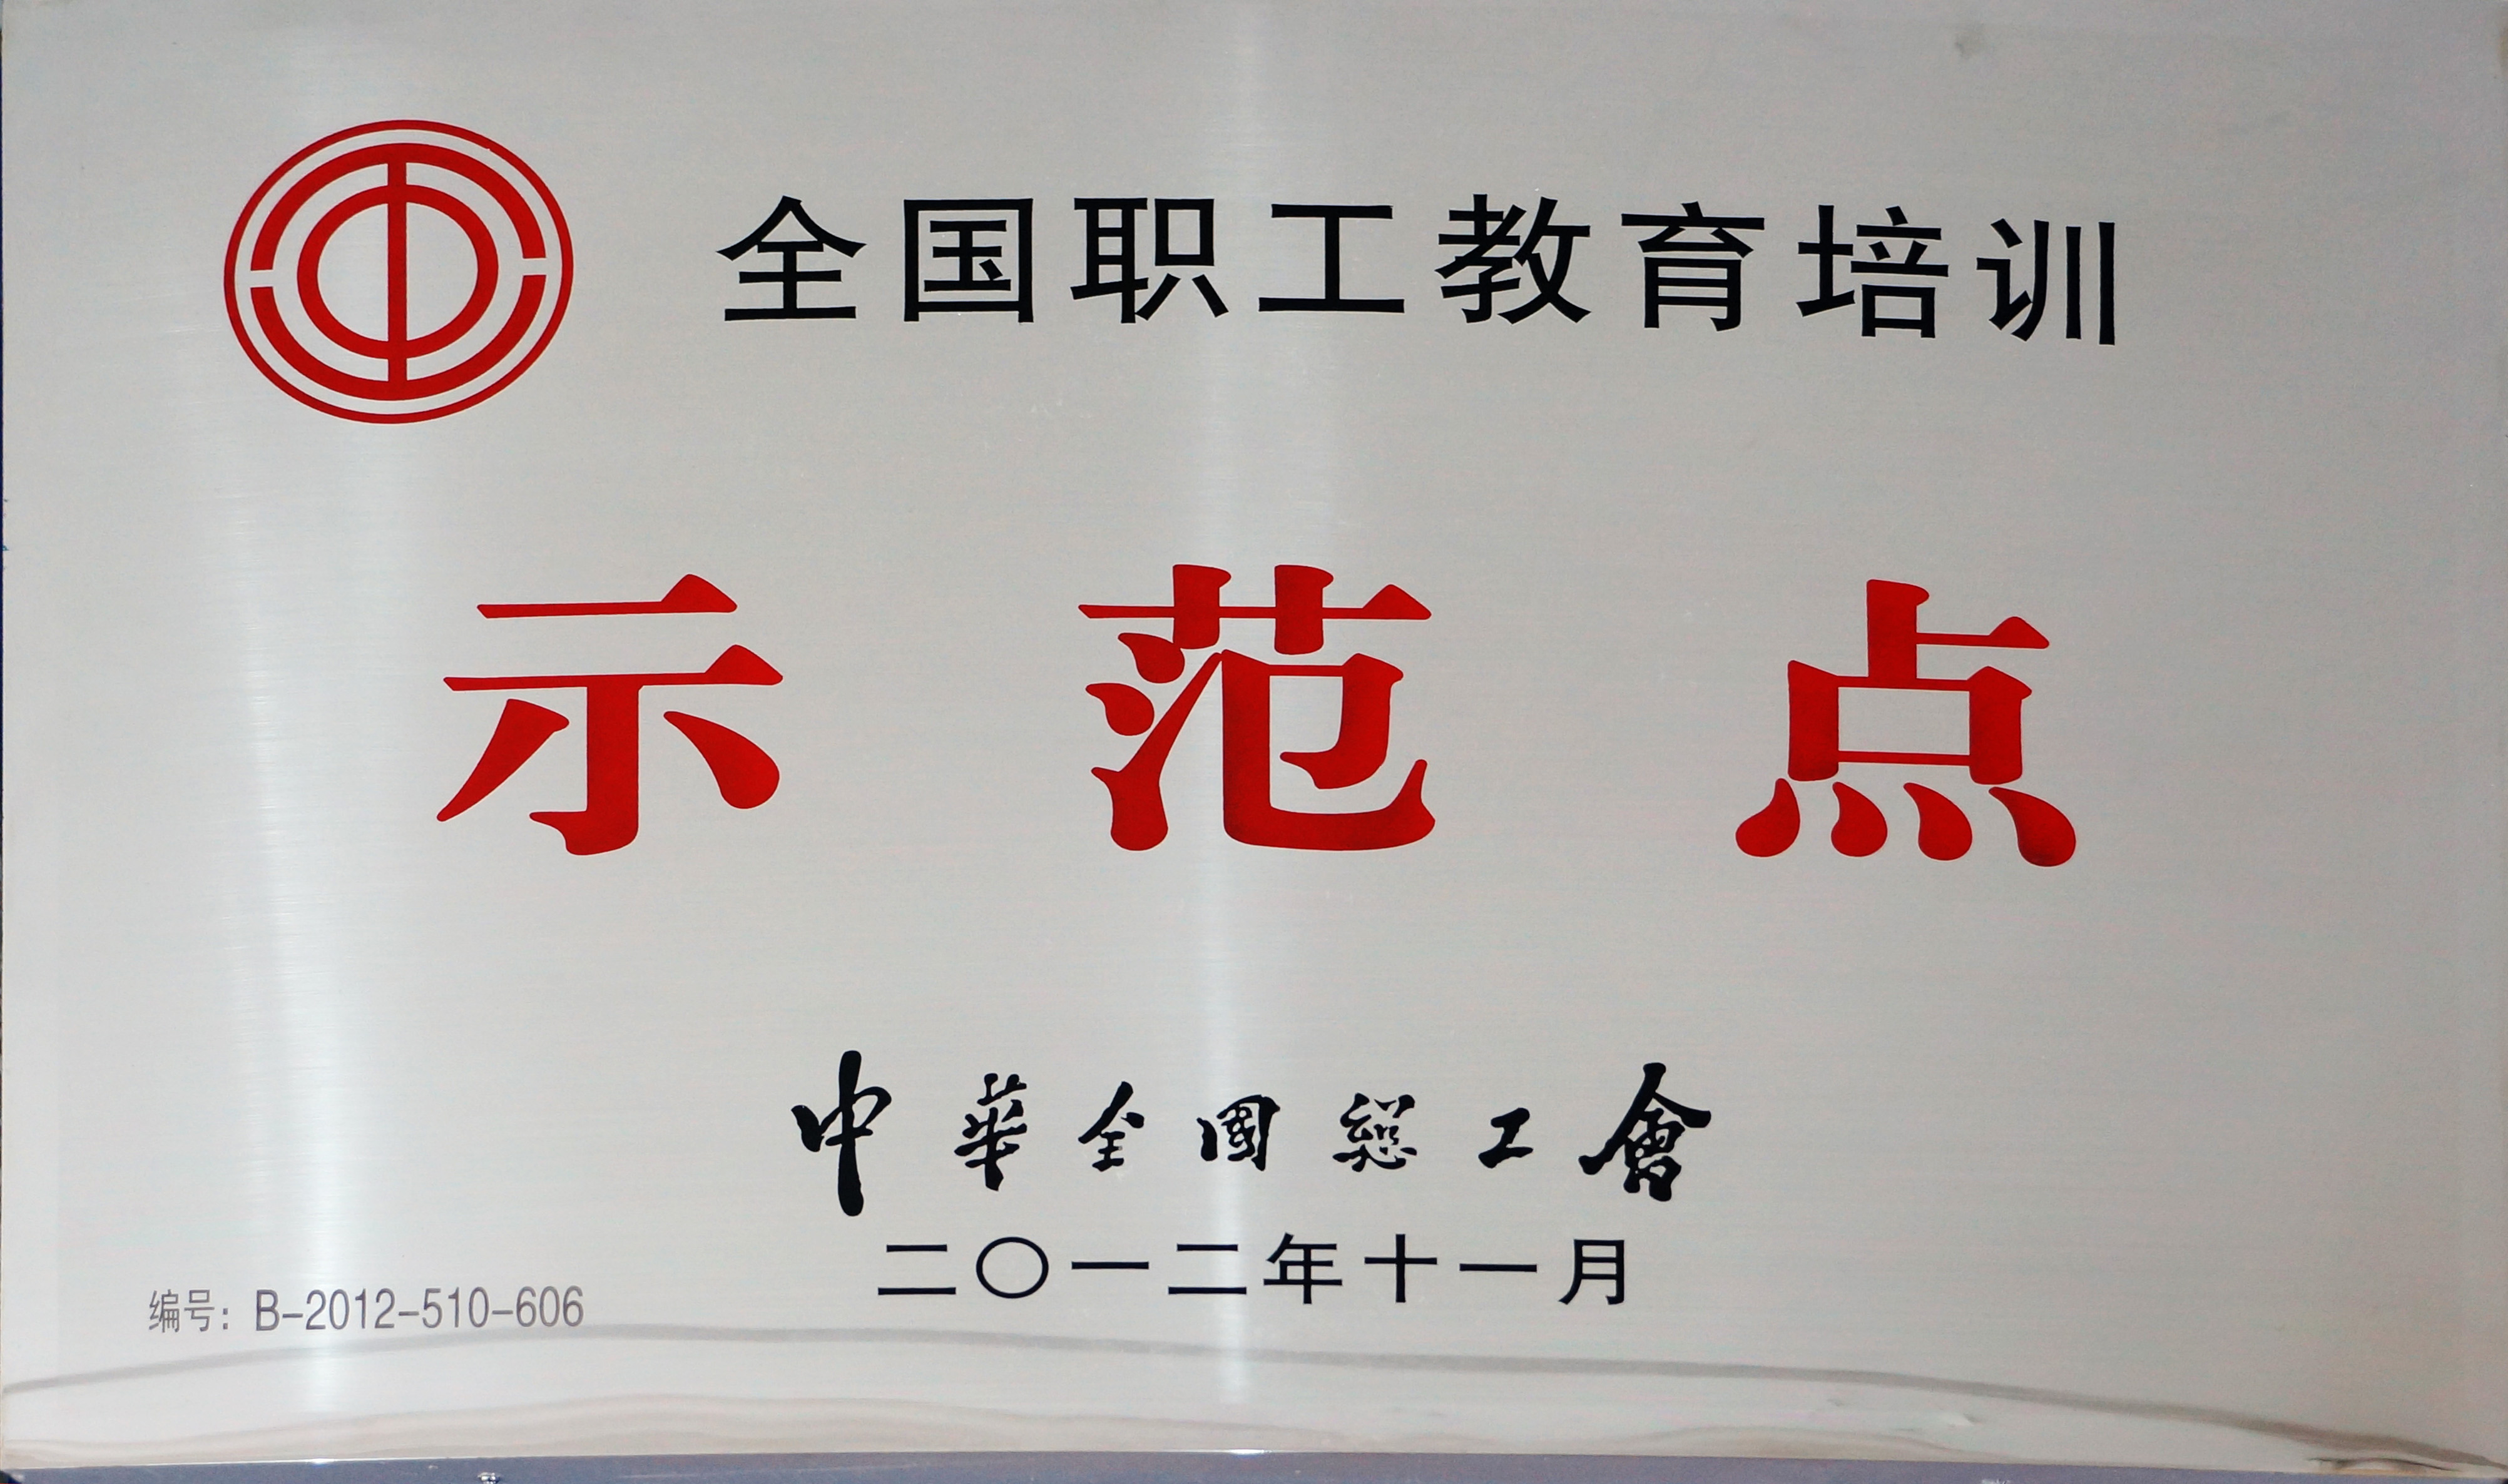 全国职工教育培训
示范点
中華全國總工會
二〇一二年十一月
编号：B-2012-510-606